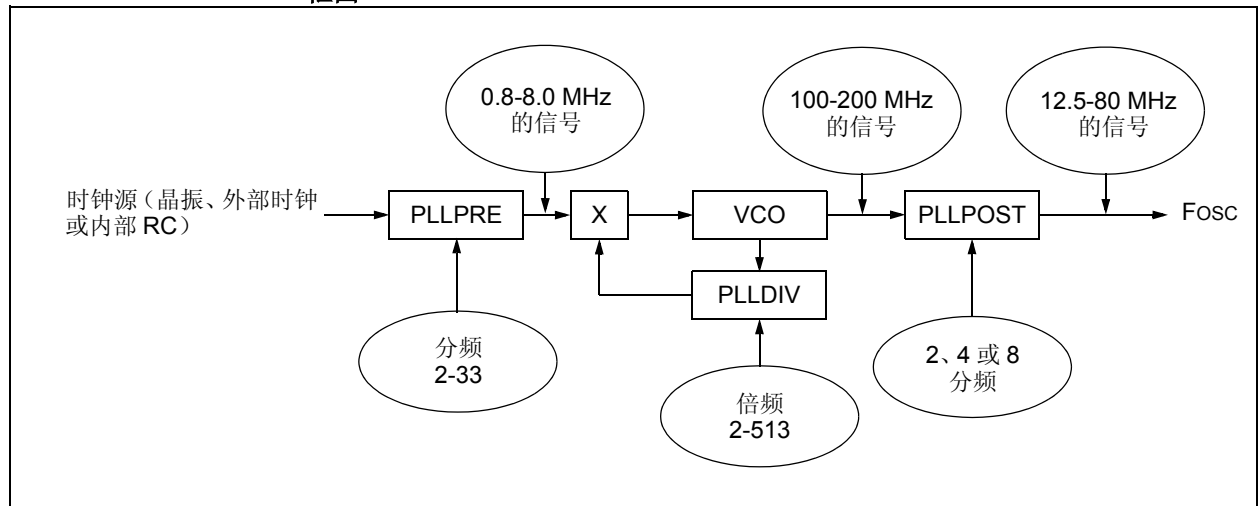 0.8-8.0 MHz
的信号
100-200 MHz
的信号
12.5-80 MHz
的信号
时钟源（晶振、外部时钟
或内部 RC）
PLLPRE
X
VCO
PLLPOST
FOSC
PLLDIV
分频
2-33
倍频
2-513
2、4 或 8
分频